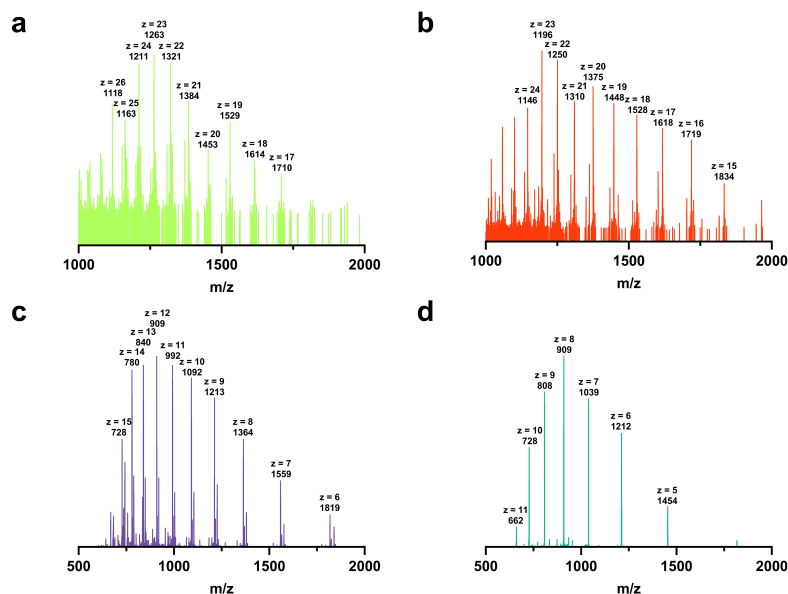 a
z = 23
1263
z = 24
1211
z = 22
1321
z = 26
1118
z = 25
1163
z = 21
1384
z = 20
1453
z = 19
1529
z = 18
1614
z = 17
1710
1000
1500
2000
m/z
b
z = 23
1196
z = 22
1250
z = 24
1146
z = 21
1310
z = 20
1375
z = 19
1448
z = 18
1528
z = 17
1618
z = 16
1719
z = 15
1834
1000
1500
2000
m/z
c
z = 12
909
z = 13
840
z = 14
780
z = 11
992
z = 10
1092
z = 9
1213
z = 15
728
z = 8
1364
z = 7
1559
z = 6
1819
500
1000
1500
2000
m/z
d
z = 8
909
z = 9
808
z = 7
1039
z = 10
728
z = 6
1212
z = 11
662
z = 5
1454
500
1000
1500
2000
m/z